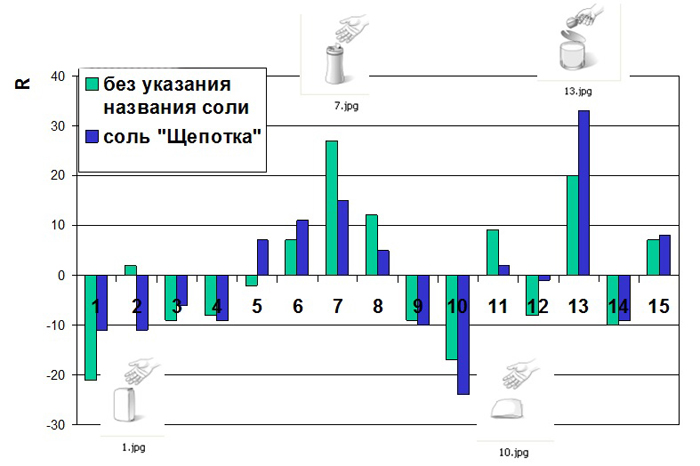 7.jpg
13.jpg
R
без указания
названия соли
соль "Щепотка"
40
30
20
10
0
-10
-20
-30
1 2 3 4 5 6 7 8 9 10 11 12 13 14 15
1.jpg
10.jpg